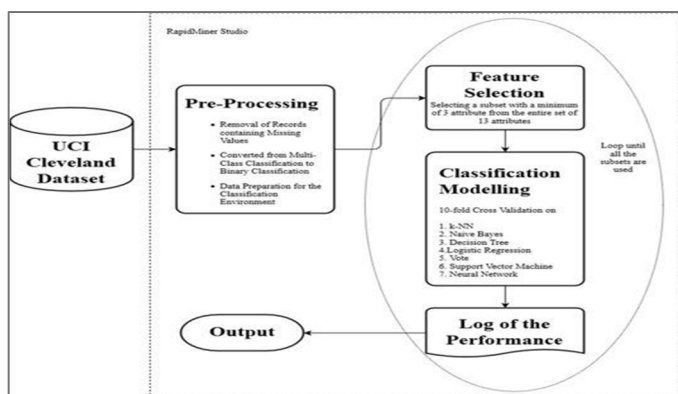 RapidMiner Studio
UCI
Cleveland
Dataset
Pre-Processing
• Removal of Records
containing Missing
Values
• Converted from Multi-
Class Classification to
Binary Classification
• Data Preparation for the
Classification
Environment
Feature
Selection
Selecting a subset with a minimum
of 3 attribute from the entire set of
13 attributes
Classification
Modelling
10-fold Cross Validation on
1. k-NN
2. Naive Bayes
3. Decision Tree
4.Logistic Regression
5. Vote
6. Support Vector Machine
7. Neural Network
Loop until
all the
subsets are
used
Log of the
Performance
Output